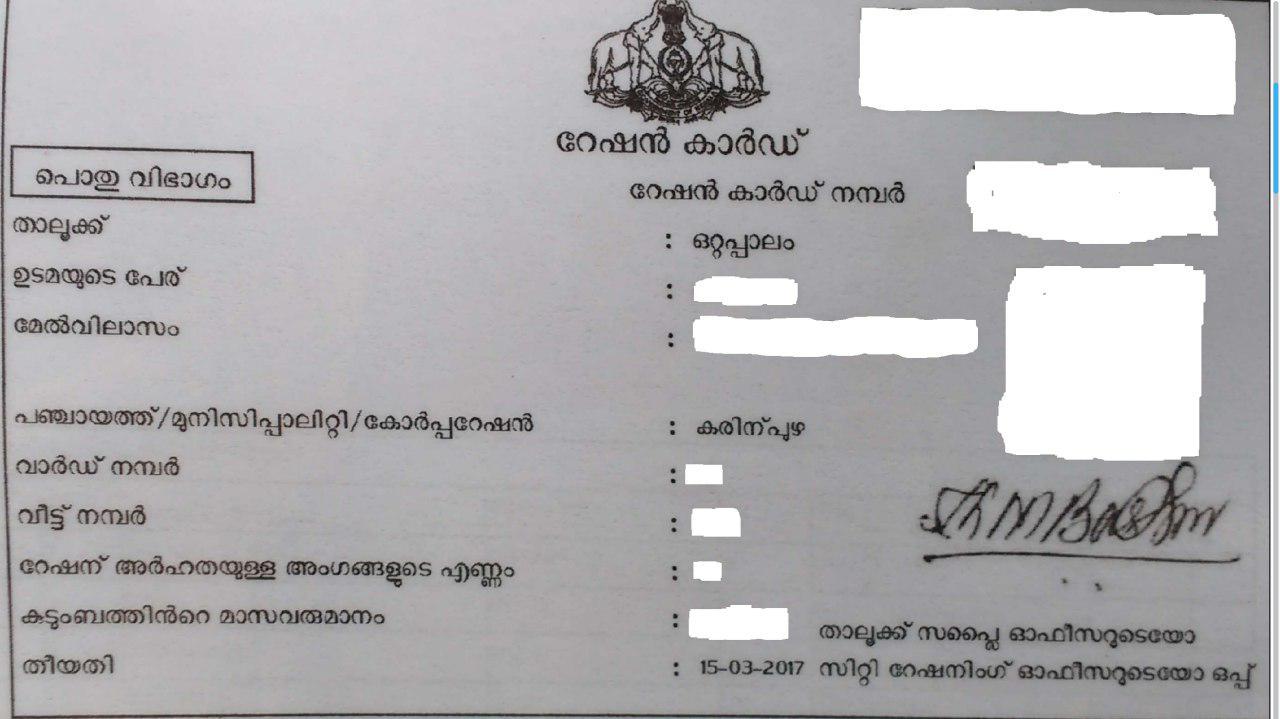 റേഷൻ കാർഡ്
പൊതു വിഭാഗം
റേഷൻ കാർഡ് നമ്പർ
താലൂക്ക് : ഒറ്റപ്പാലം
ഉടമയുടെ പേര് :
മേൽവിലാസം :
പഞ്ചായത്ത്/മുനിസിപ്പാലിറ്റി/കോർപ്പറേഷൻ : കരിന്പുഴ
വാർഡ് നമ്പർ :
വീട്ട് നമ്പർ :
റേഷന് അർഹതയുള്ള അംഗങ്ങളുടെ എണ്ണം :
കുടുംബത്തിൻറെ മാസവരുമാനം :
താലൂക്ക് സപ്ലൈ ഓഫീസറുടെയോ
തീയതി : 15-03-2017 സിറ്റി റേഷനിംഗ് ഓഫീസറുടെയോ ഒപ്പ്